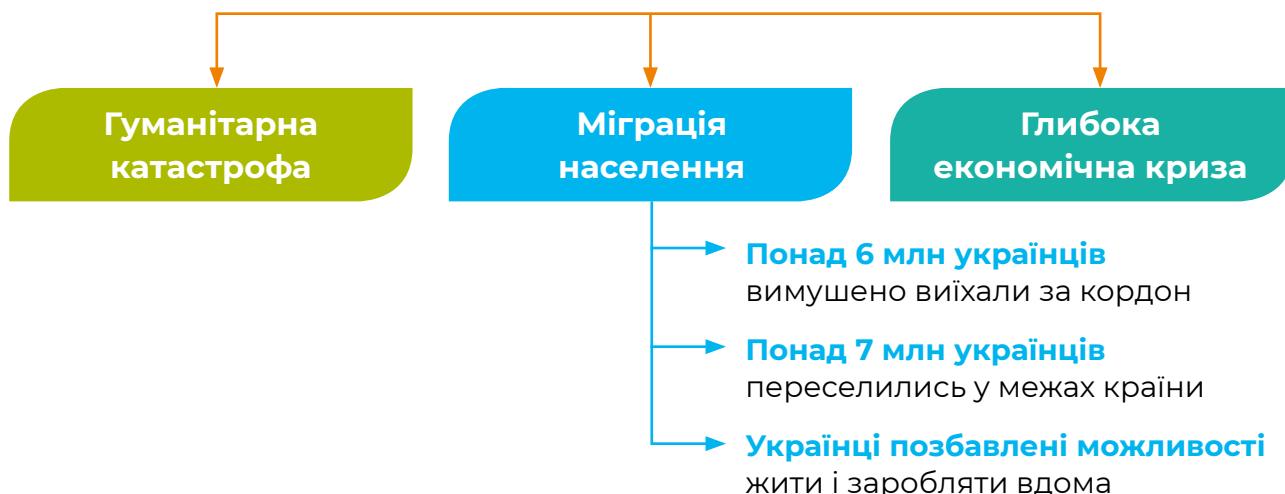 Гуманітарна
катастрофа
Міграція
населення
Глибока
економічна криза
Понад 6 млн українців
вимушено виїхали за кордон
Понад 7 млн українців
переселились у межах країни
Українці позбавлені можливості
жити і заробляти вдома